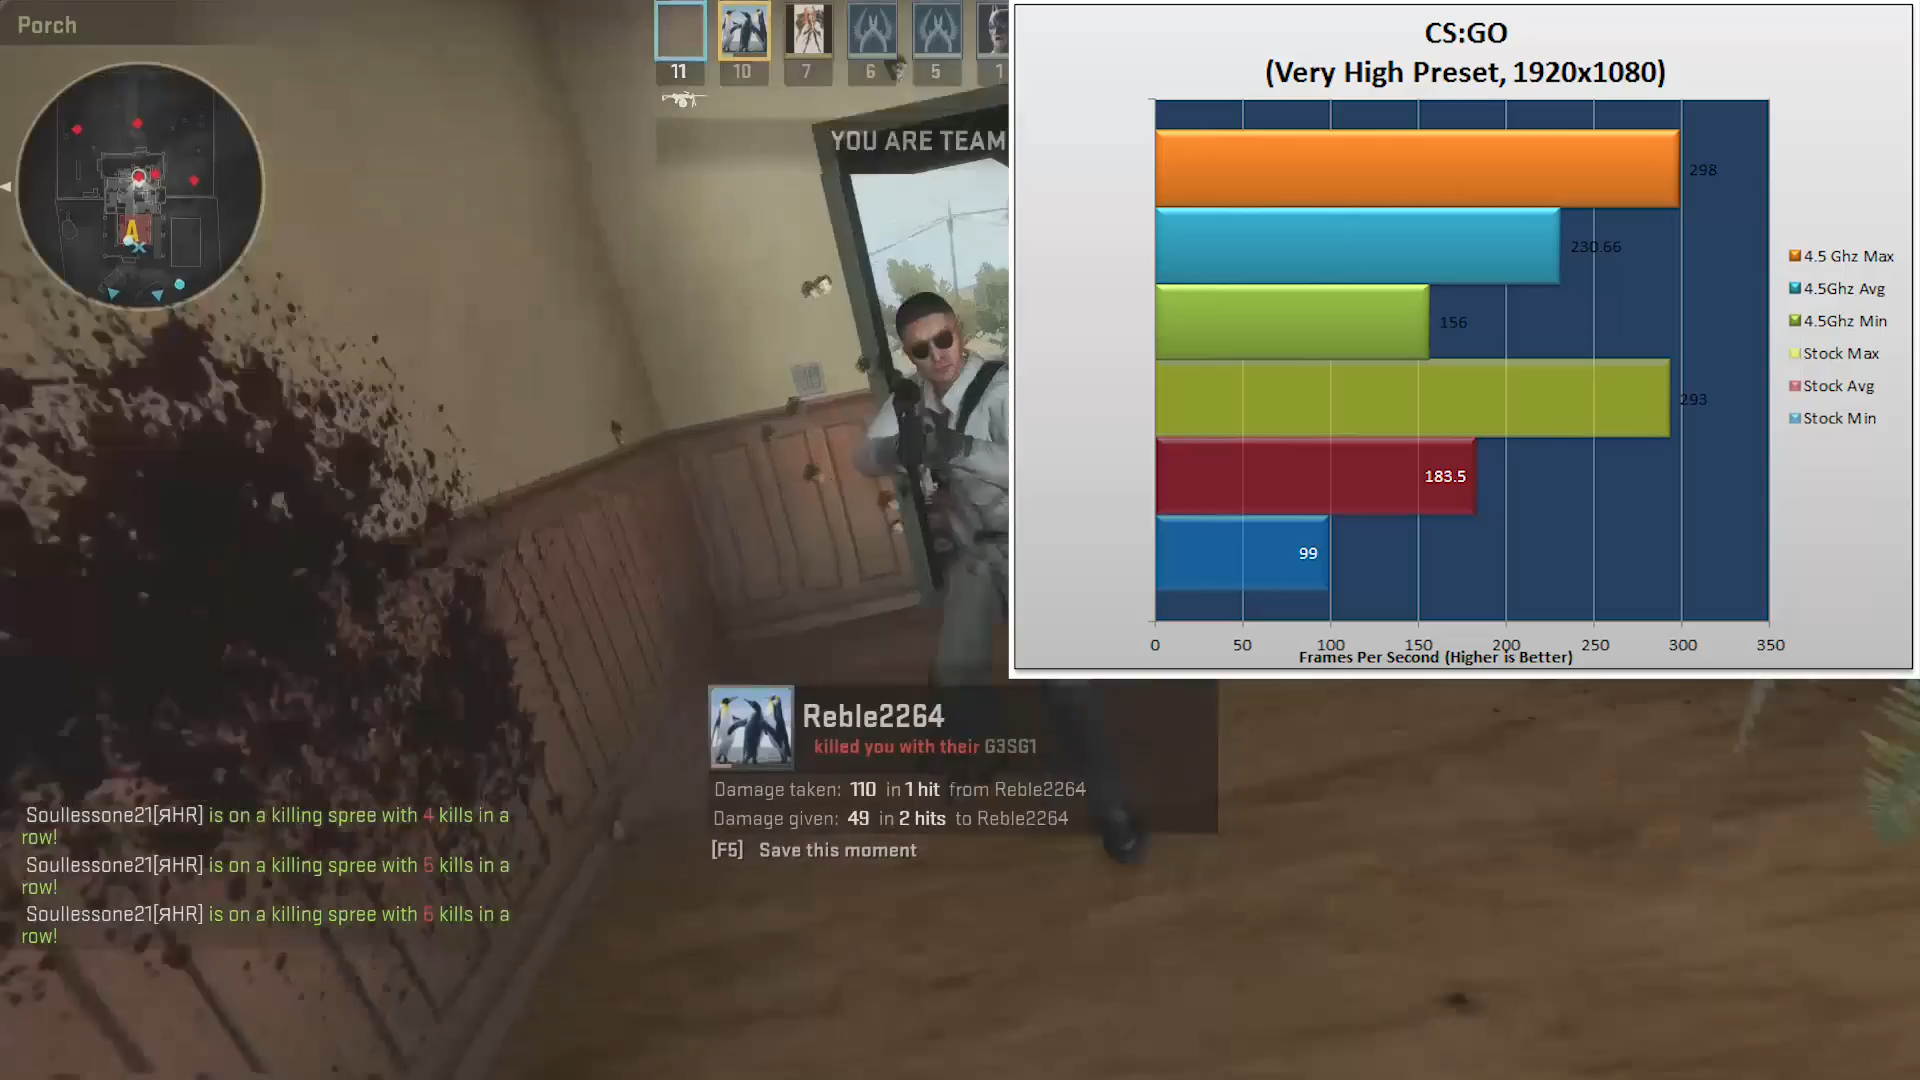 Porch
11
10
7
6
5
1
YOU ARE TEAM
CS:GO
(Very High Preset, 1920x1080)
298
230.66
156
293
183.5
99
0 50 100 150 200 250 300 350
Frames Per Second (Higher is Better)
4.5 Ghz Max
4.5Ghz Avg
4.5Ghz Min
Stock Max
Stock Avg
Stock Min
A
Reble2264
killed you with their G3SG1
Damage taken: 110 in 1 hit from Reble2264
Damage given: 49 in 2 hits to Reble2264
[F5] Save this moment
Soullessone21[ЯHR] is on a killing spree with 4 kills in a
row!
Soullessone21[ЯHR] is on a killing spree with 5 kills in a
row!
Soullessone21[ЯHR] is on a killing spree with 6 kills in a
row!